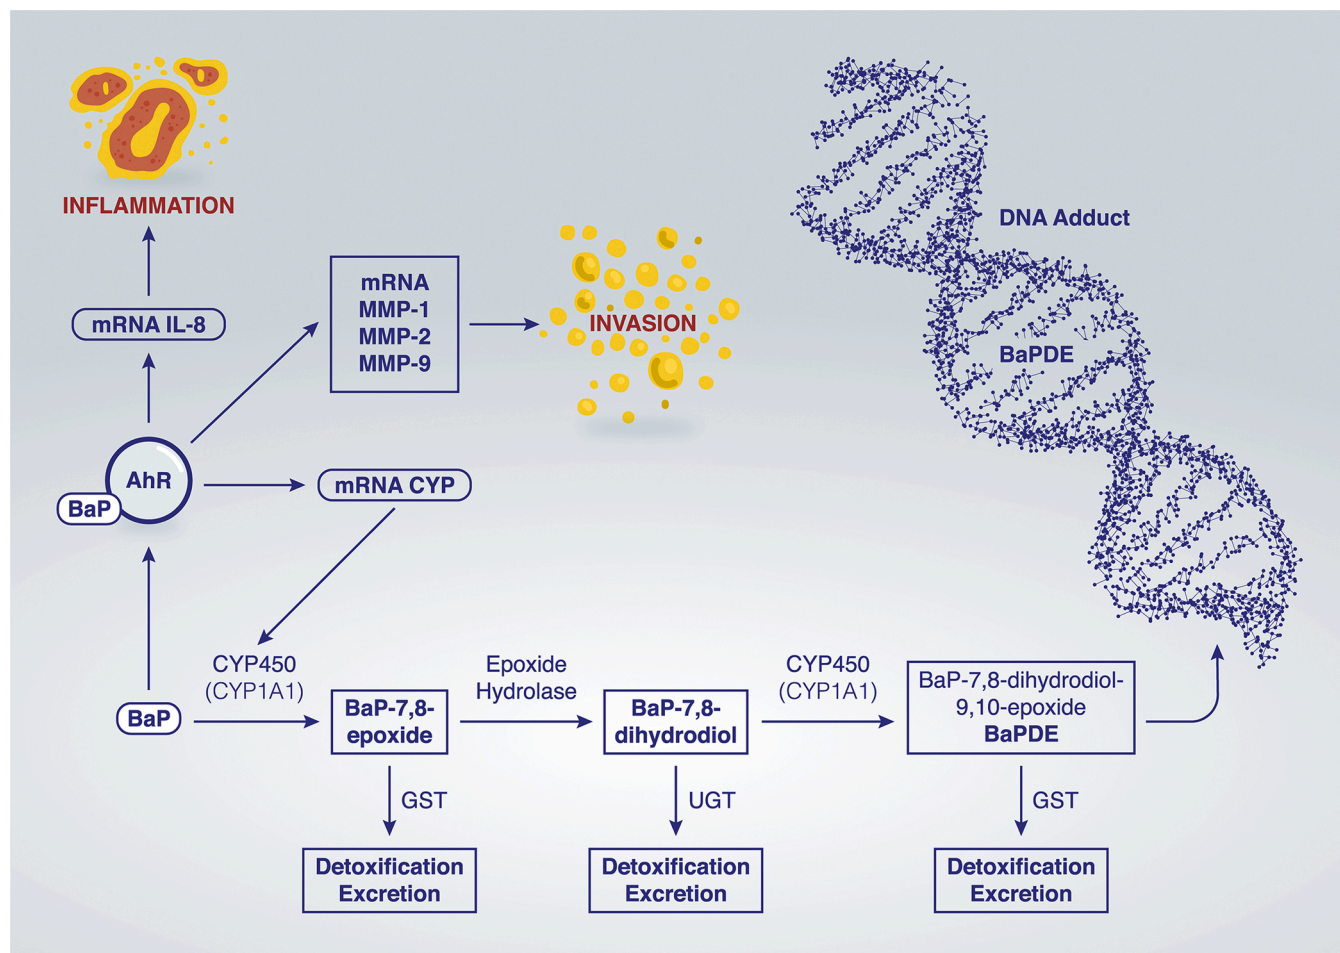 INFLAMMATION
mRNA IL-8
mRNA
MMP-1
MMP-2
MMP-9
INVASION
DNA Adduct
BaPDE
AhR
BaP
mRNA CYP
BaP
CYP450
(CYP1A1)
BaP-7,8-
epoxide
Epoxide
Hydrolase
BaP-7,8-
dihydrodiol
CYP450
(CYP1A1)
BaP-7,8-dihydrodiol-
9,10-epoxide
BaPDE
GST
UGT
GST
Detoxification
Excretion
Detoxification
Excretion
Detoxification
Excretion